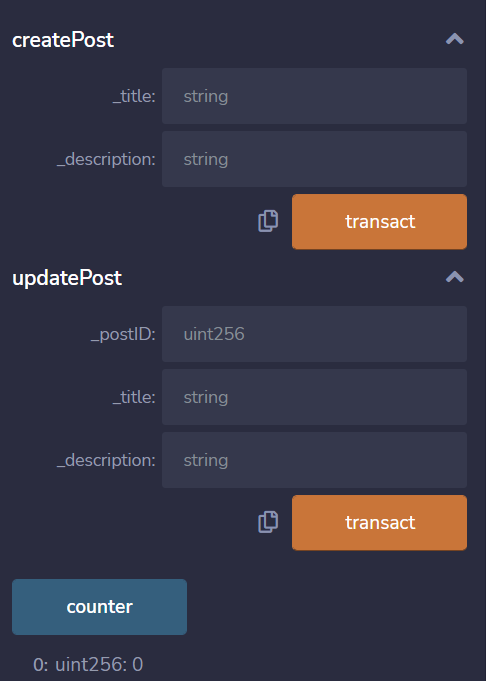 createPost
_title: string
_description: string
transact
updatePost
_postID: uint256
_title: string
_description: string
transact
counter
0: uint256: 0